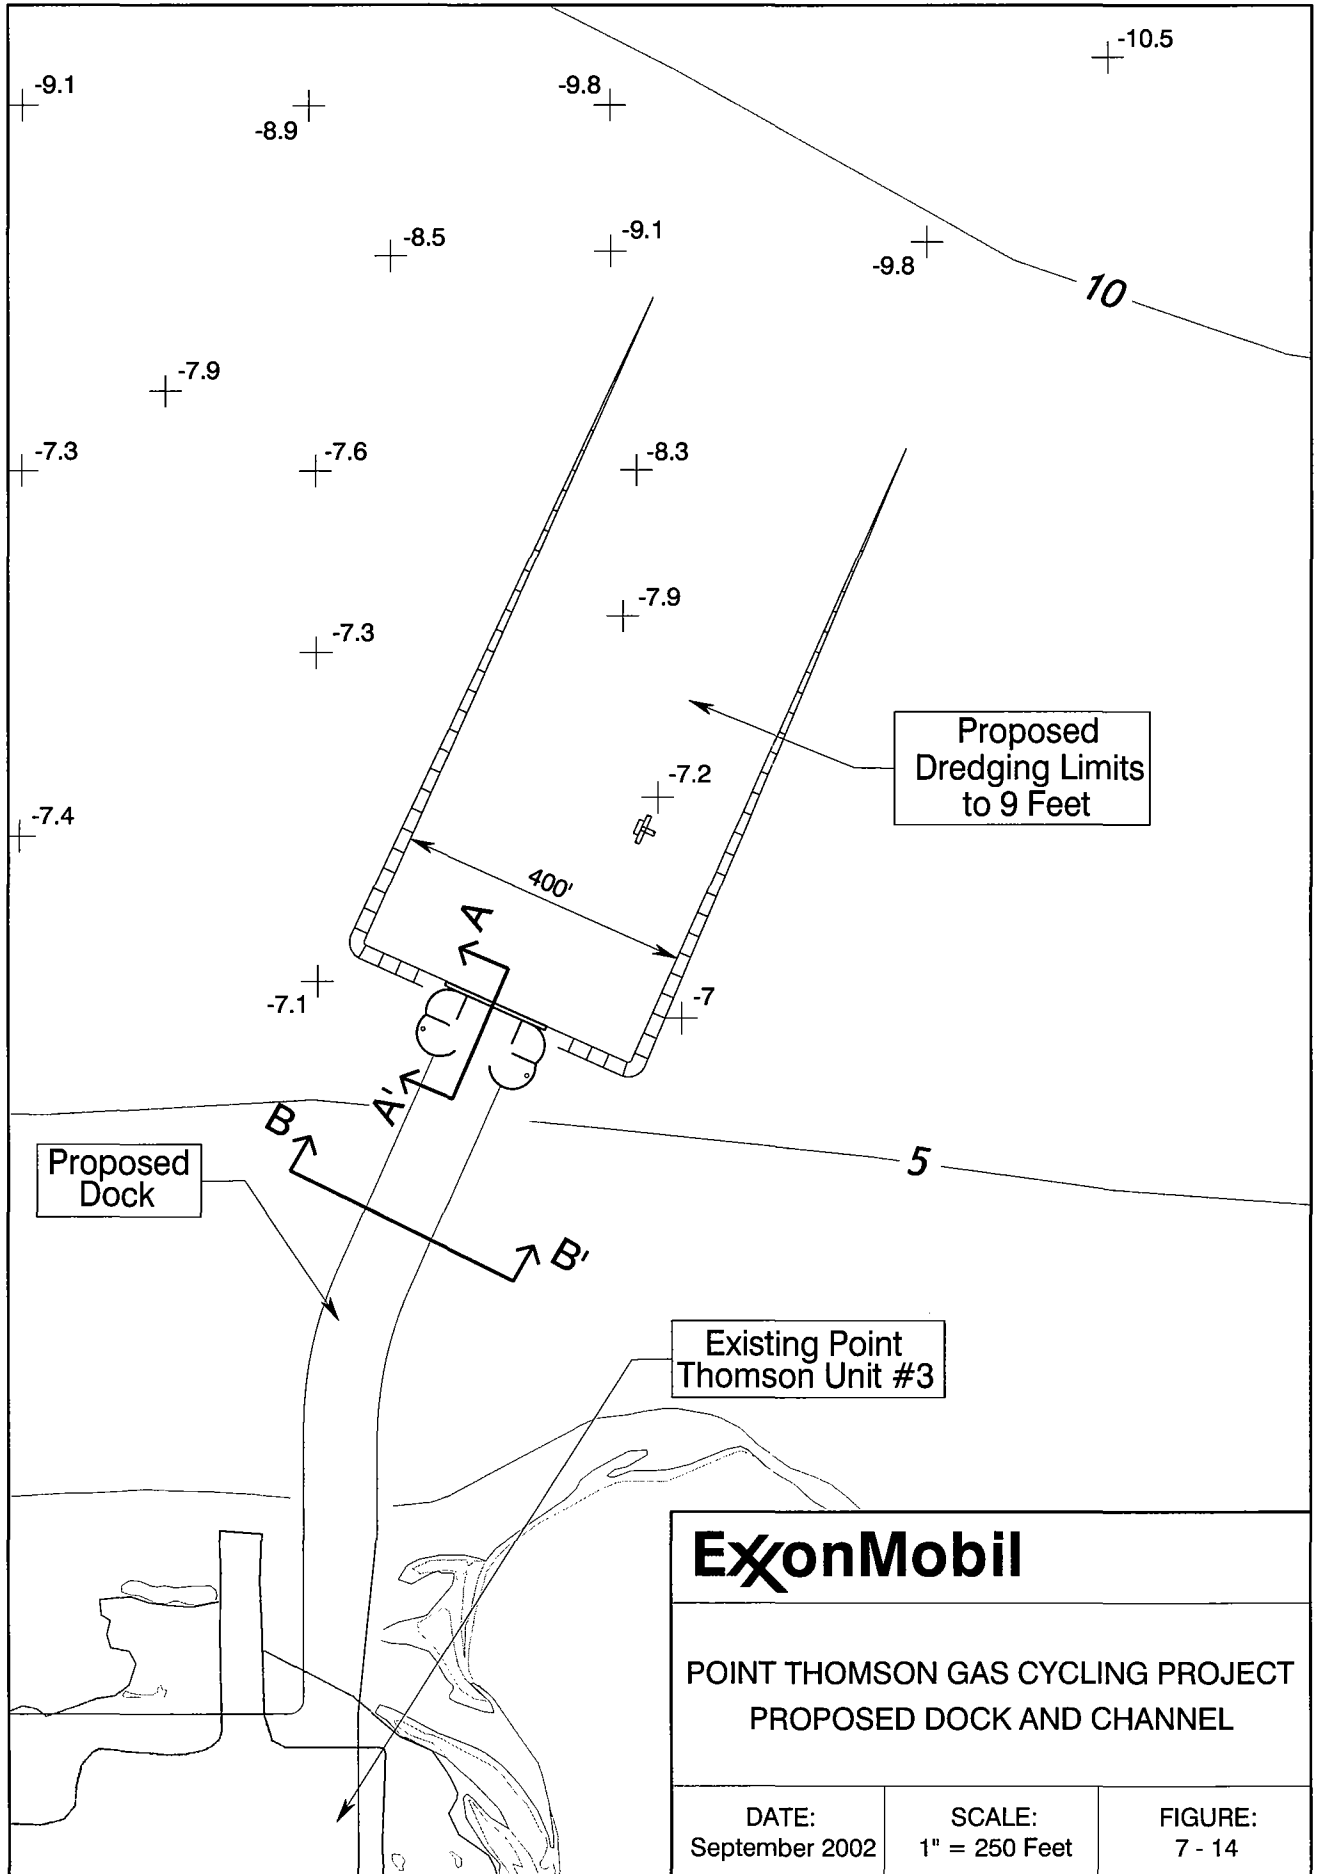 -10.5
-9.1
-8.9
-9.8
-8.5
-9.1
-9.8
10
-7.9
-7.3
-7.6
-8.3
-7.9
-7.3
Proposed
Dredging Limits
to 9 Feet
-7.2
-7.4
400'
A
-7.1
-7
A'
B
5
Proposed
Dock
B'
Existing Point
Thomson Unit #3
ExxonMobil
POINT THOMSON GAS CYCLING PROJECT
PROPOSED DOCK AND CHANNEL
DATE:
September 2002
SCALE:
1" = 250 Feet
FIGURE:
7 - 14